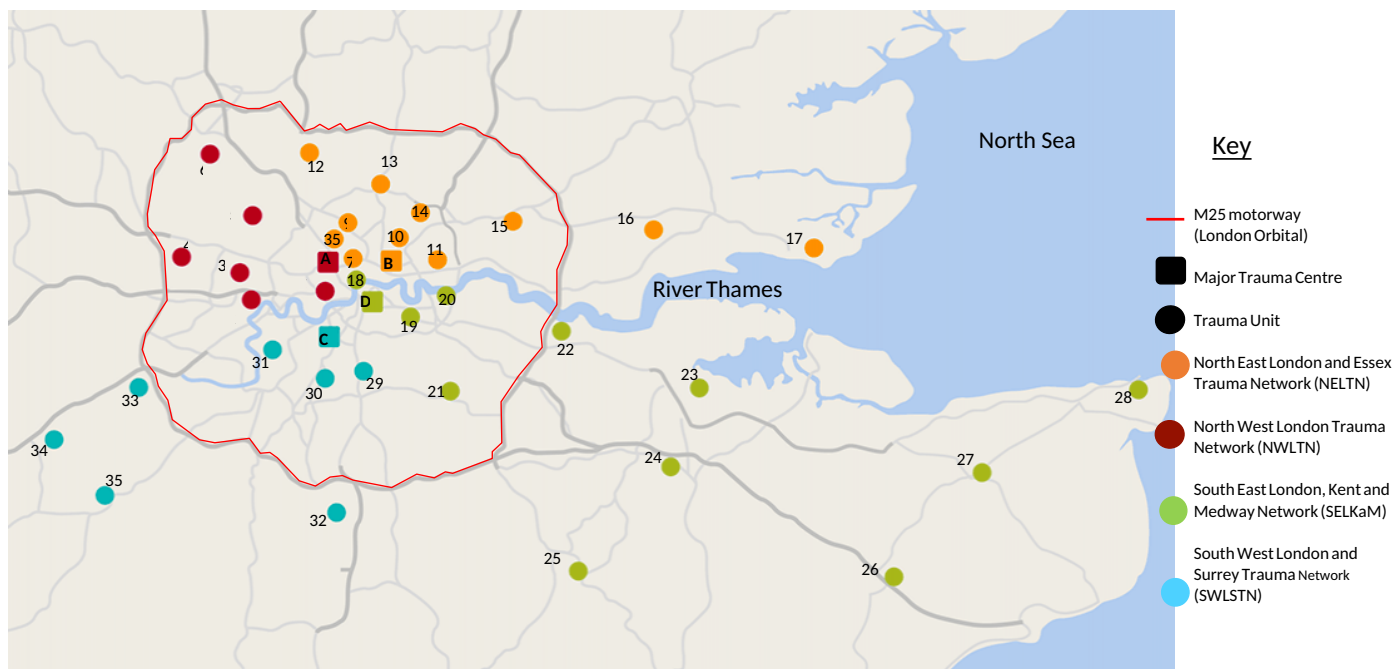 North Sea
River Thames
12
13
14
15
16
17
35
10
11
A
B
3
7
18
D
20
19
C
22
31
30
29
21
23
28
33
34
35
32
24
27
25
26
Key
M25 motorway
(London Orbital)
Major Trauma Centre
Trauma Unit
North East London and Essex
Trauma Network (NELTN)
North West London Trauma
Network (NWLTN)
South East London, Kent and
Medway Network (SELKaM)
South West London and
Surrey Trauma Network
(SWLSTN)